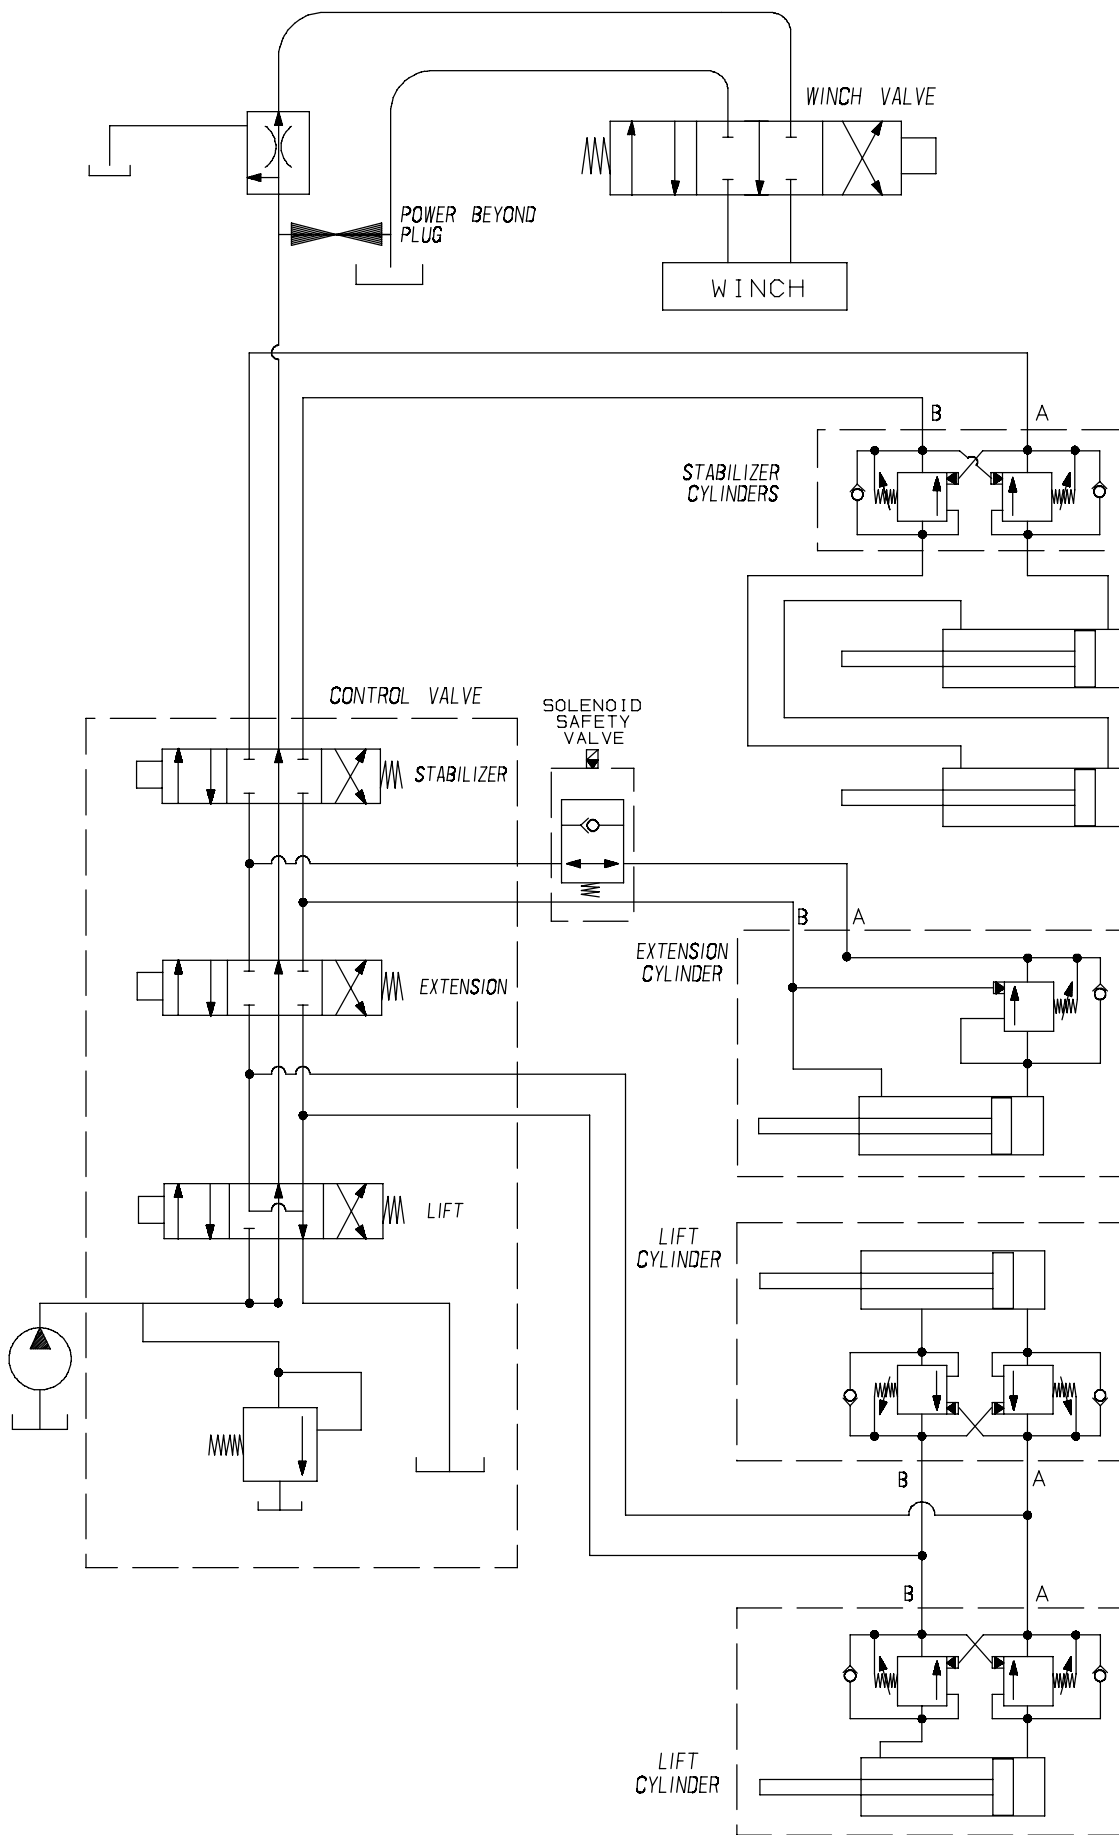 WINCH VALVE
POWER BEYOND
PLUG
WINCH
B
A
STABILIZER
CYLINDERS
CONTROL VALVE
SOLENOID
SAFETY
VALVE
STABILIZER
B
A
EXTENSION
CYLINDER
EXTENSION
LIFT
LIFT
CYLINDER
B
A
B
A
LIFT
CYLINDER